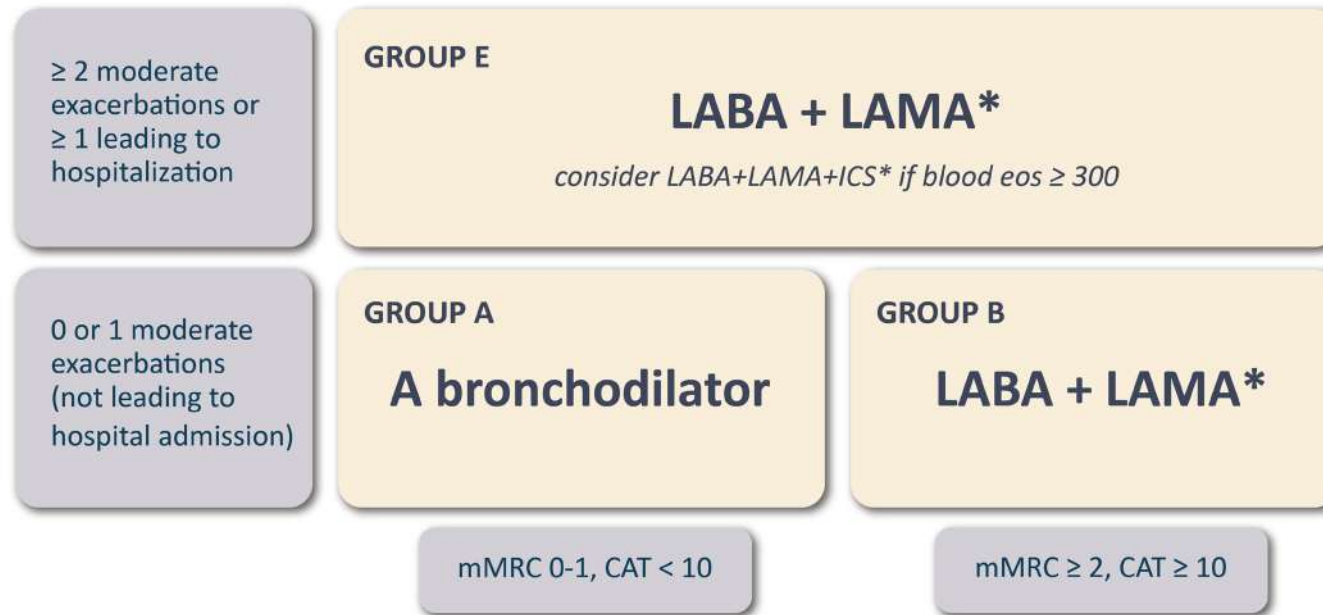 ≥ 2 moderate
exacerbations or
≥ 1 leading to
hospitalization
GROUP E
LABA + LAMA*
consider LABA+LAMA+ICS* if blood eos ≥ 300
0 or 1 moderate
exacerbations
(not leading to
hospital admission)
GROUP A
A bronchodilator
GROUP B
LABA + LAMA*
mMRC 0-1, CAT < 10
mMRC ≥ 2, CAT ≥ 10